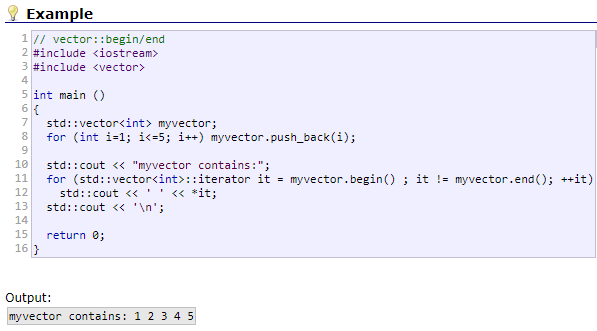 Example
1 // vector::begin/end
2 #include <iostream>
3 #include <vector>
4
5 int main ()
6 {
7   std::vector<int> myvector;
8   for (int i=1; i<=5; i++) myvector.push_back(i);
9
10   std::cout << "myvector contains:";
11   for (std::vector<int>::iterator it = myvector.begin() ; it != myvector.end(); ++it)
12     std::cout << ' ' << *it;
13   std::cout << '\n';
14
15   return 0;
16 }
Output:
myvector contains: 1 2 3 4 5